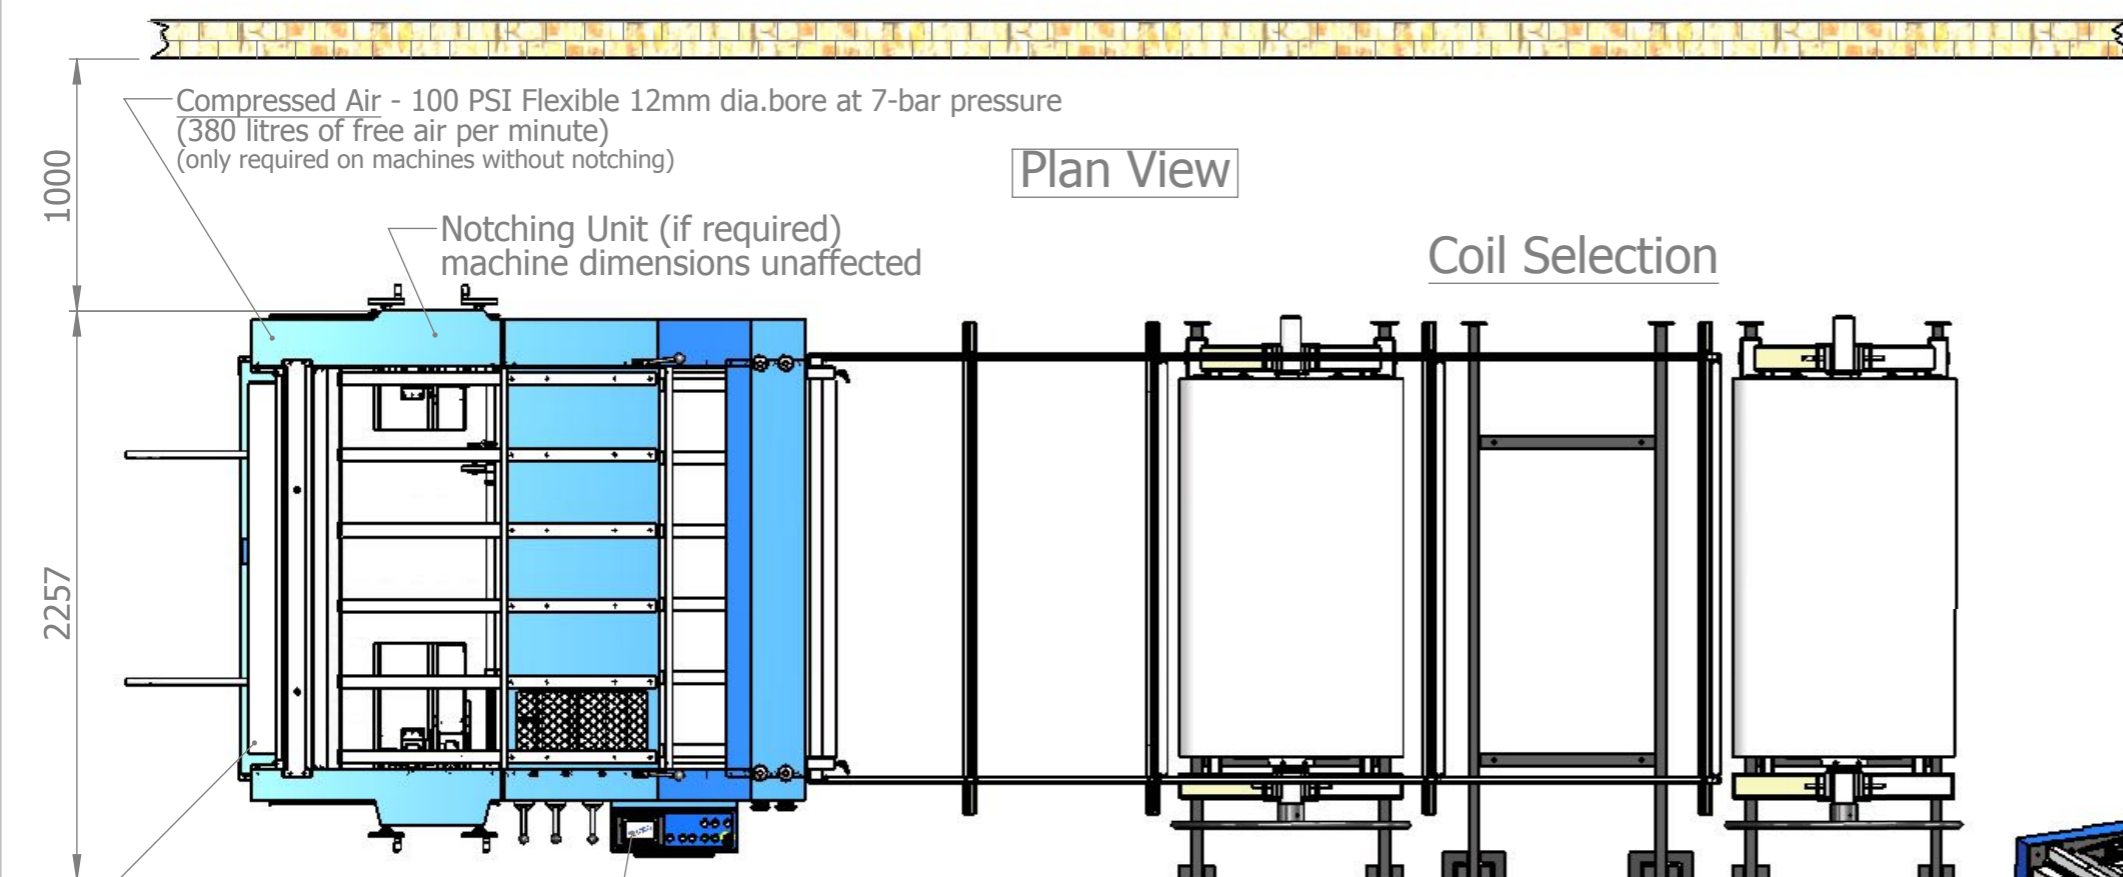 Compressed Air - 100 PSI Flexible 12mm dia.bore at 7-bar pressure
(380 litres of free air per minute)
(only required on machines without notching)
Plan View
1000
Notching Unit (if required)
machine dimensions unaffected
Coil Selection
2257